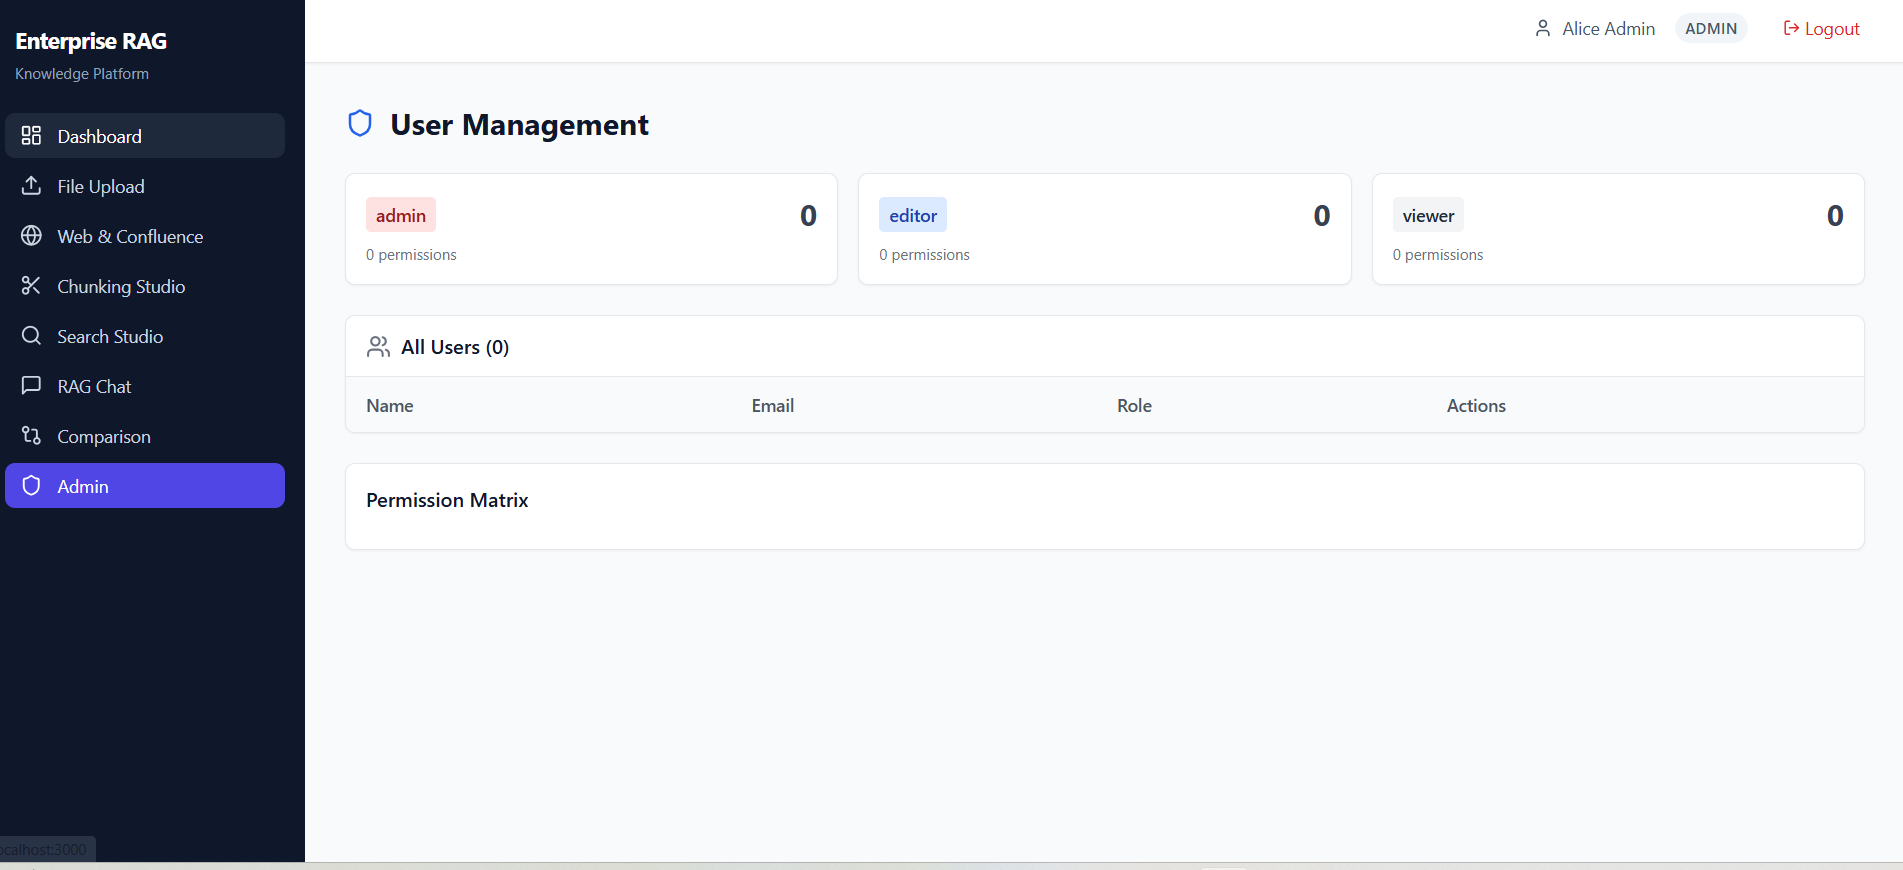 Enterprise RAG
Knowledge Platform
Dashboard
File Upload
Web & Confluence
Chunking Studio
Search Studio
RAG Chat
Comparison
Admin
Alice Admin
ADMIN
Logout
User Management
admin
0
0 permissions
editor
0
0 permissions
viewer
0
0 permissions
All Users (0)
Name Email Role Actions
Permission Matrix
ocalhost:3000